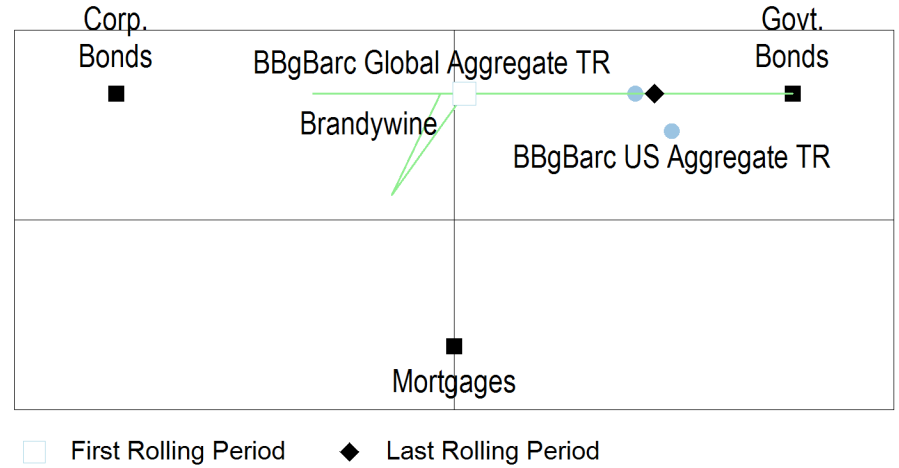 Corp.
Bonds
Govt.
Bonds
BBgBarc Global Aggregate TR
Brandywine
BBgBarc US Aggregate TR
Mortgages
First Rolling Period
Last Rolling Period